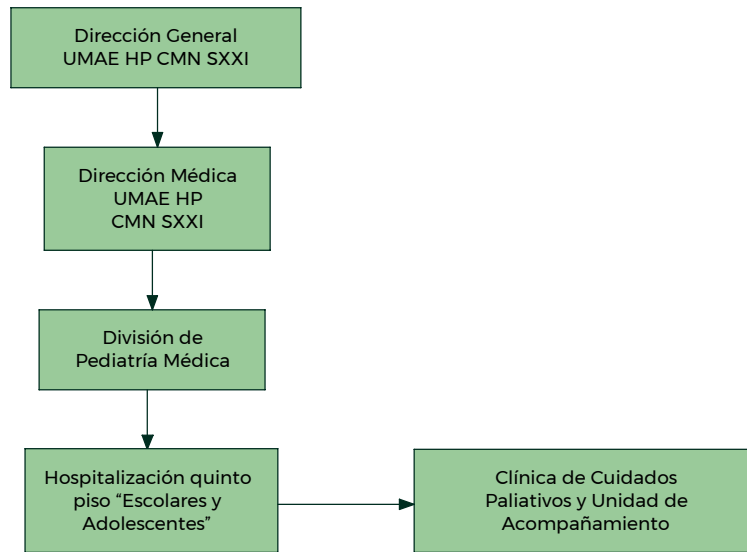 Dirección General
UMAE HP CMN SXXI
Dirección Médica
UMAE HP
CMN SXXI
División de
Pediatría Médica
Hospitalización quinto
piso “Escolares y
Adolescentes”
Clínica de Cuidados
Paliativos y Unidad de
Acompañamiento